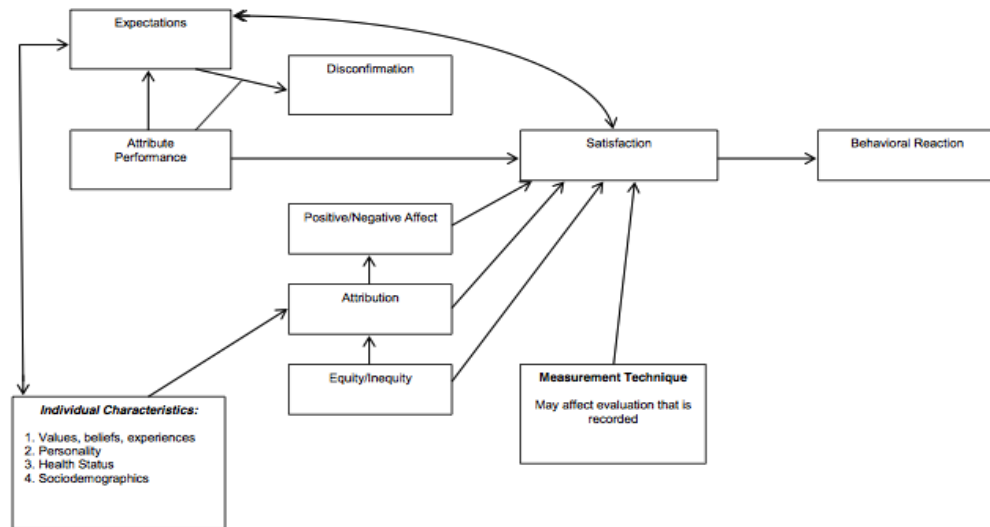 Expectations
Disconfirmation
Attribute
Performance
Satisfaction
Behavioral Reaction
Positive/Negative Affect
Attribution
Equity/Inequity
Measurement Technique
May affect evaluation that is
recorded
Individual Characteristics:
1. Values, beliefs, experiences
2. Personality
3. Health Status
4. Sociodemographics